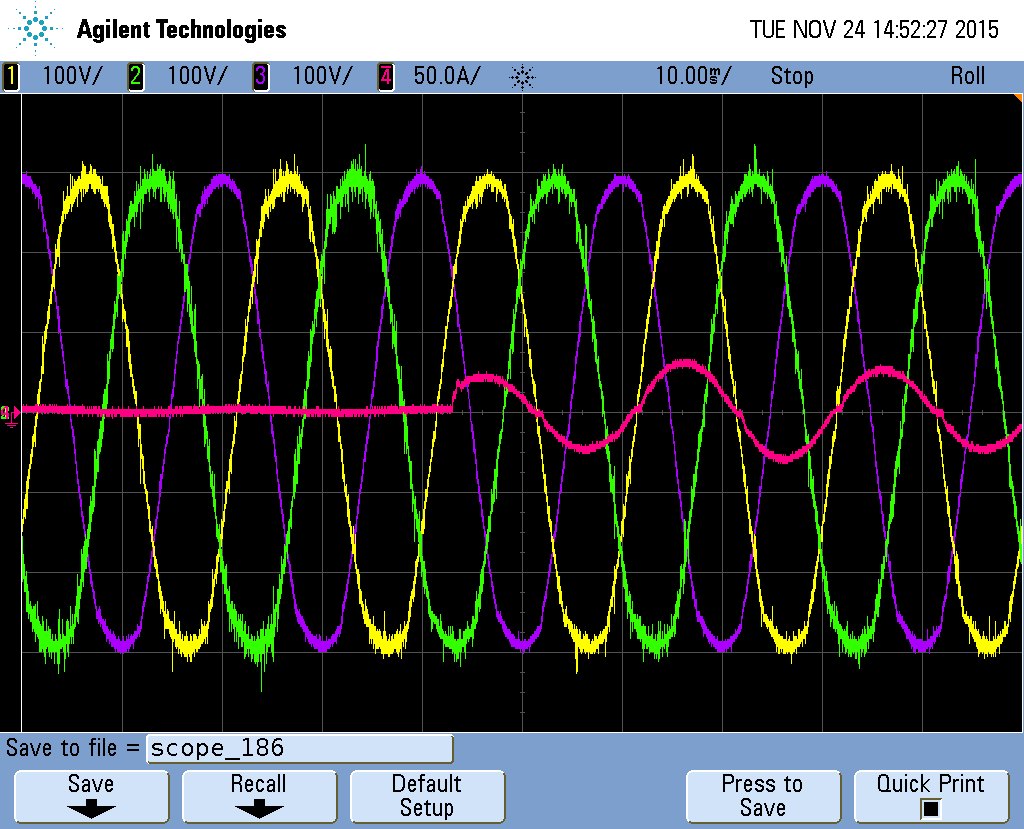 Agilent Technologies
TUE NOV 24 14:52:27 2015
1 100V/ 2 100V/ 3 100V/ 4 50.0A/ 10.00ms/ Stop Roll
Save to file = scope_186
Save Recall Default Setup Press to Save Quick Print